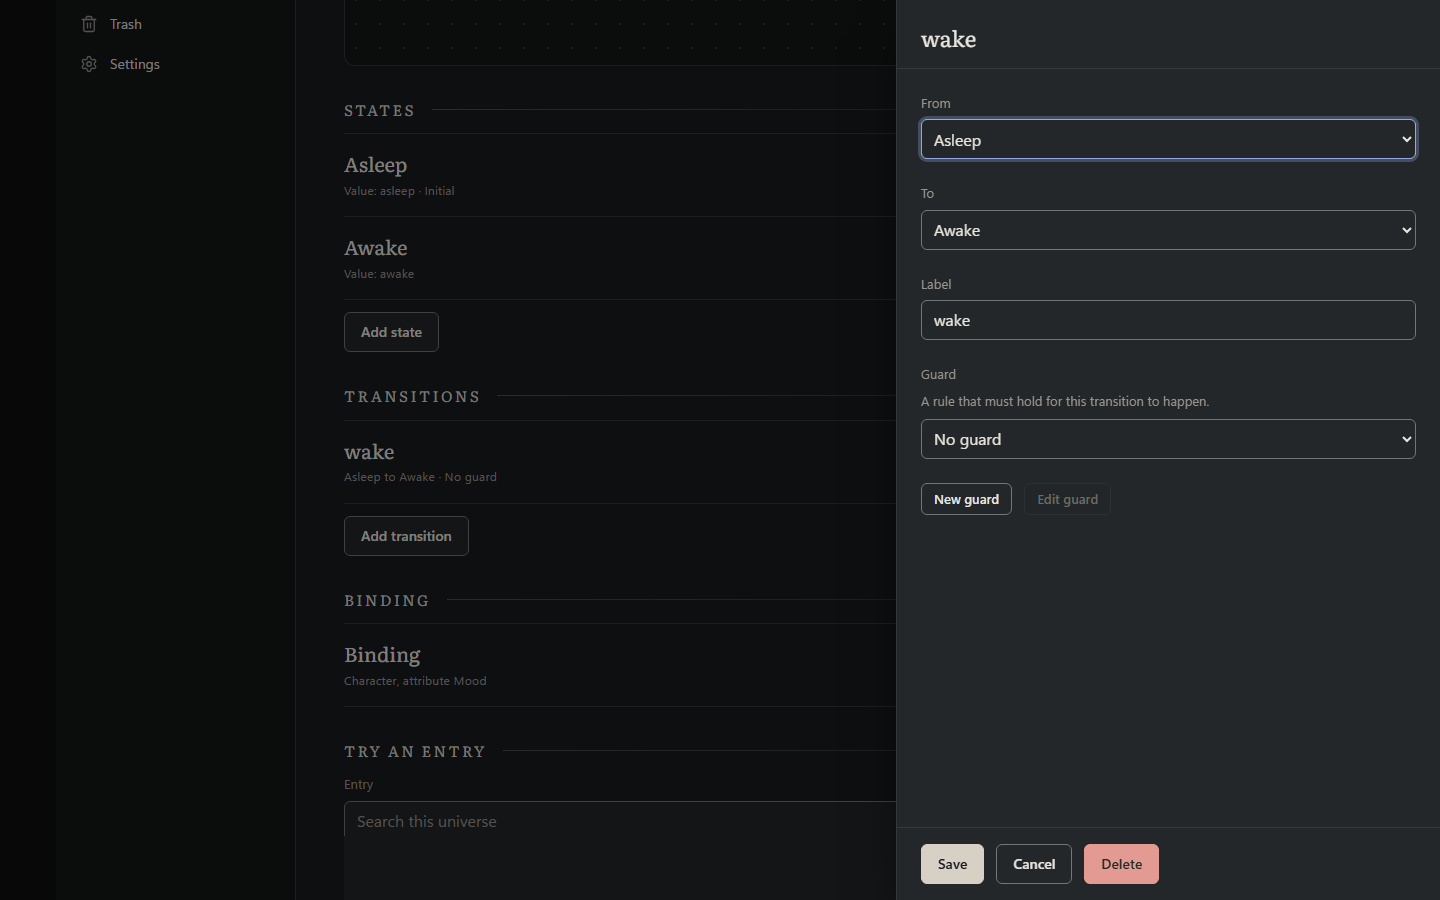 Trash
Settings
STATES
Asleep
Value: asleep · Initial
Awake
Value: awake
Add state
TRANSITIONS
wake
Asleep to Awake · No guard
Add transition
BINDING
Binding
Character, attribute Mood
TRY AN ENTRY
Entry
Search this universe
wake
From
Asleep
To
Awake
Label
wake
Guard
A rule that must hold for this transition to happen.
No guard
New guard
Edit guard
Save
Cancel
Delete